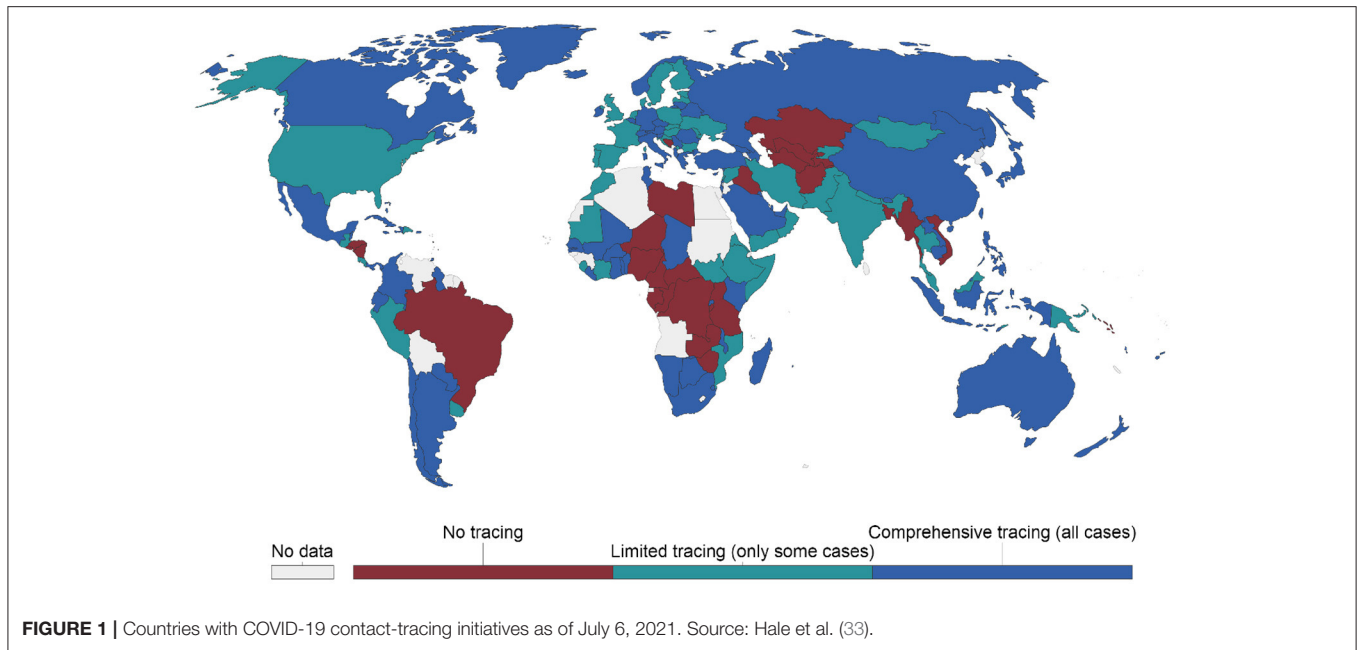 No data
No tracing
Limited tracing (only some cases)
Comprehensive tracing (all cases)
FIGURE 1 | Countries with COVID-19 contact-tracing initiatives as of July 6, 2021. Source: Hale et al. (33).